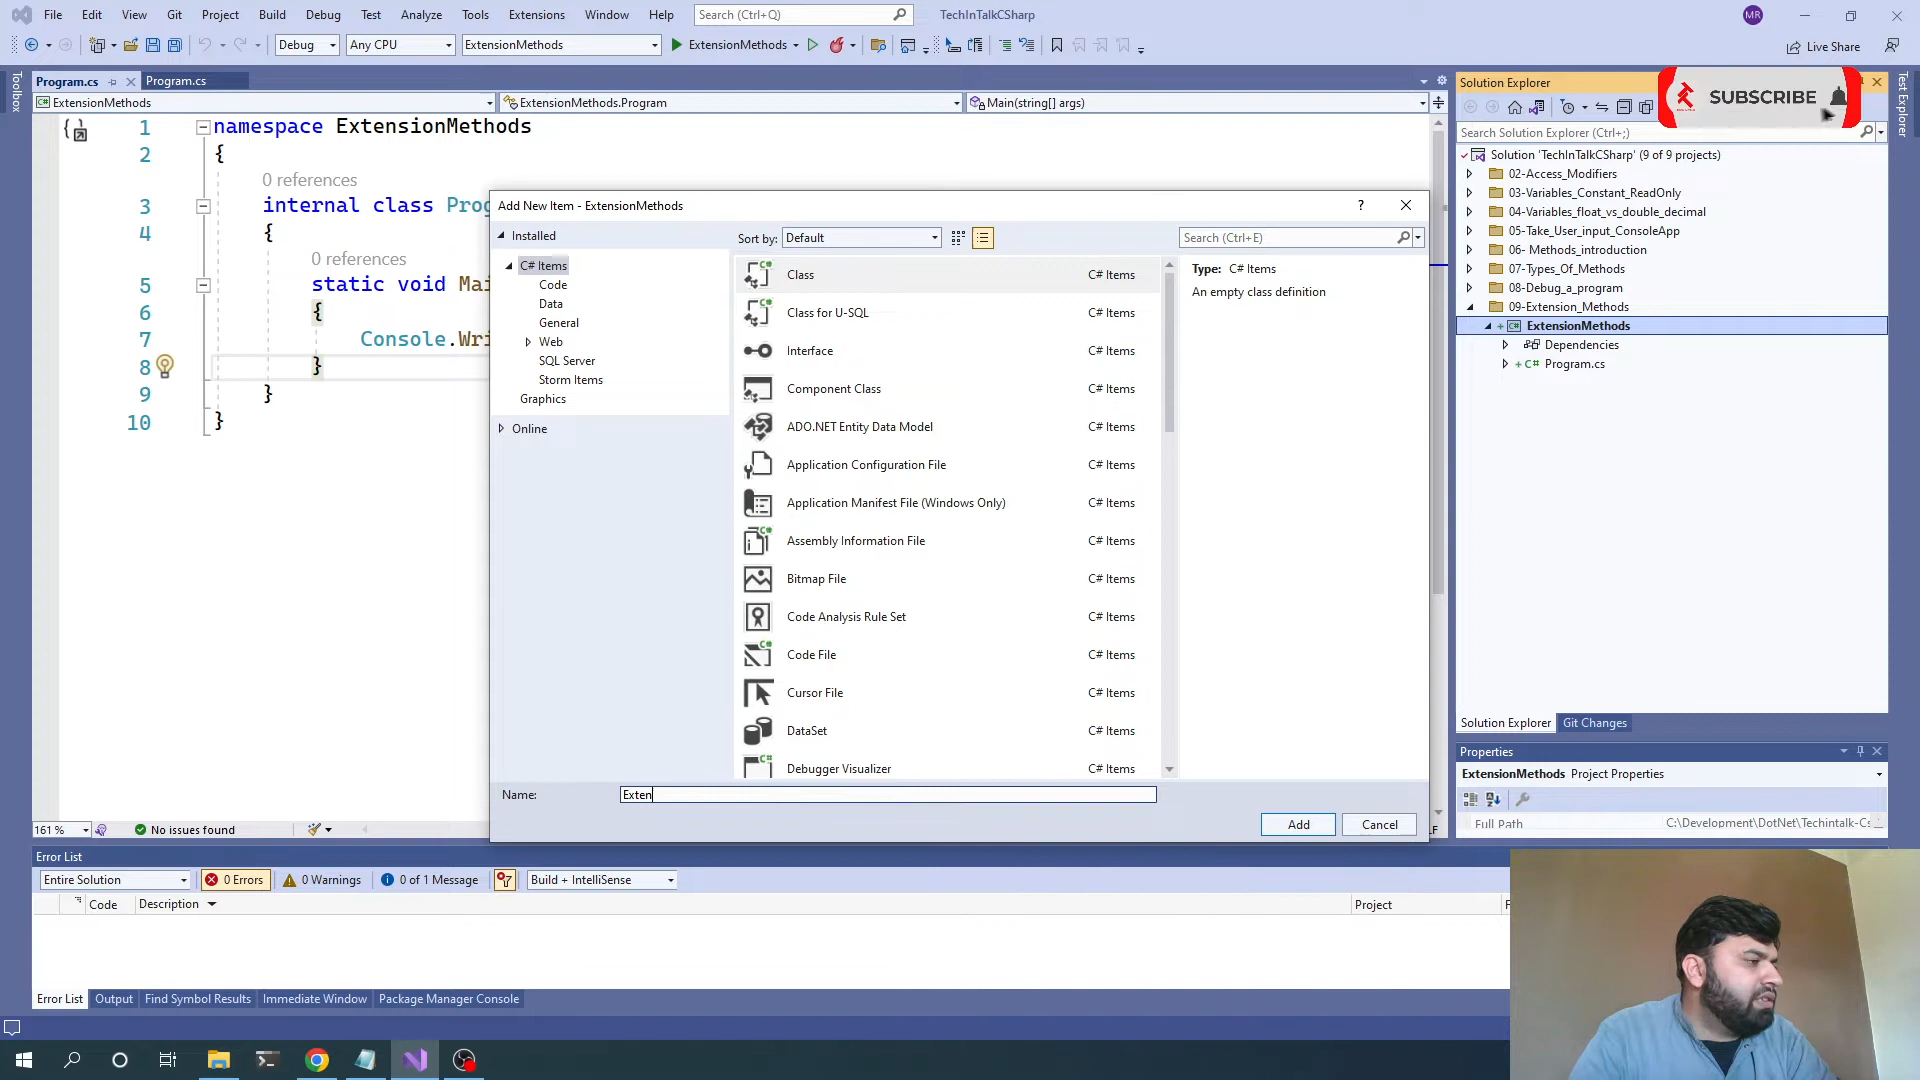 File Edit View Git Project Build Debug Test Analyze Tools Extensions Window Help Search (Ctrl+Q) TechInTalkCSharp MR
Debug Any CPU ExtensionMethods ExtensionMethods Live Share
Toolbox
Program.cs Program.cs
ExtensionMethods ExtensionMethods.Program Main(string[] args)
1 namespace ExtensionMethods
2 {
0 references
3 internal class Prog
4 {
0 references
5 static void Mai
6 {
7 Console.Wri
8 }
9 }
10 }
161 % No issues found
Add New Item - ExtensionMethods ?
Installed
C# Items
Code
Data
General
Web
SQL Server
Storm Items
Graphics
Online
Sort by: Default
Search (Ctrl+E)
Class C# Items
Class for U-SQL C# Items
Interface C# Items
Component Class C# Items
ADO.NET Entity Data Model C# Items
Application Configuration File C# Items
Application Manifest File (Windows Only) C# Items
Assembly Information File C# Items
Bitmap File C# Items
Code Analysis Rule Set C# Items
Code File C# Items
Cursor File C# Items
DataSet C# Items
Debugger Visualizer C# Items
Type: C# Items
An empty class definition
Name: Exten
Add Cancel
Solution Explorer
SUBSCRIBE
Test Explorer
Search Solution Explorer (Ctrl+;)
Solution 'TechInTalkCSharp' (9 of 9 projects)
02-Access_Modifiers
03-Variables_Constant_ReadOnly
04-Variables_float_vs_double_decimal
05-Take_User_input_ConsoleApp
06- Methods_introduction
07-Types_Of_Methods
08-Debug_a_program
09-Extension_Methods
ExtensionMethods
Dependencies
Program.cs
Solution Explorer Git Changes
Properties
ExtensionMethods Project Properties
Full Path C:\Development\DotNet\Techintalk-Cs
Error List
Entire Solution 0 Errors 0 Warnings 0 of 1 Message Build + IntelliSense
Code Description Project
Error List Output Find Symbol Results Immediate Window Package Manager Console